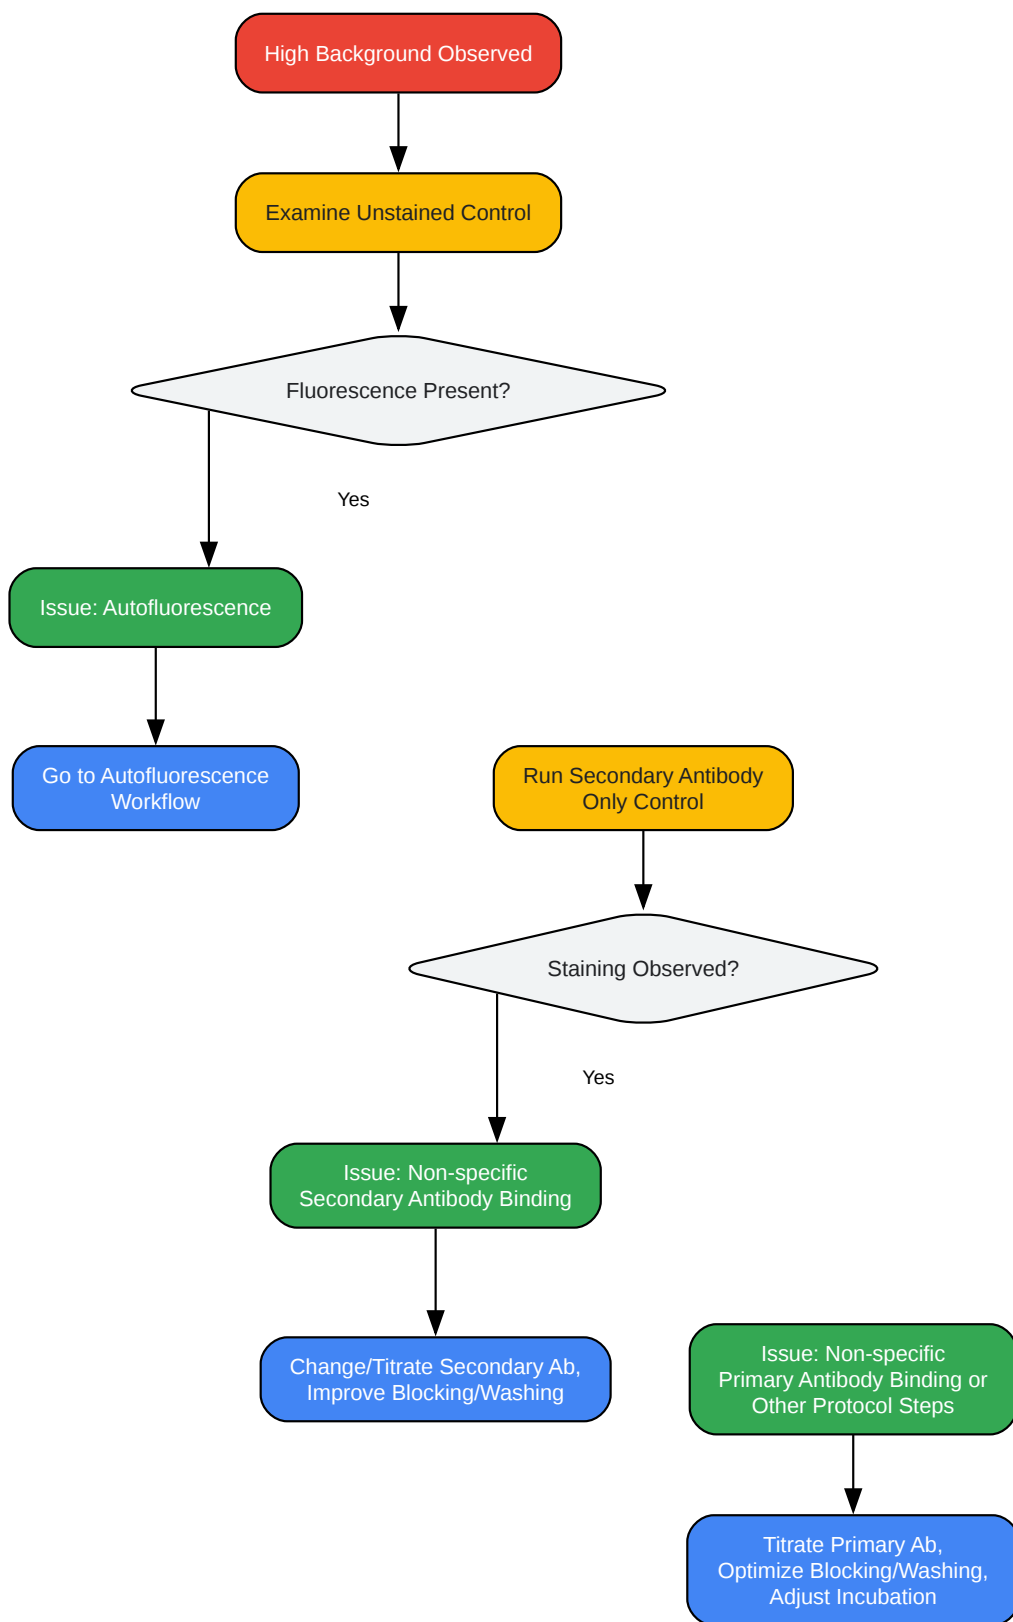 High Background Observed
Examine Unstained Control
Fluorescence Present?
Yes
Issue: Autofluorescence
Go to Autofluorescence
Workflow
Run Secondary Antibody
Only Control
Staining Observed?
Yes
Issue: Non-specific
Secondary Antibody Binding
Change/Titrate Secondary Ab,
Improve Blocking/Washing
Issue: Non-specific
Primary Antibody Binding or
Other Protocol Steps
Titrate Primary Ab,
Optimize Blocking/Washing,
Adjust Incubation